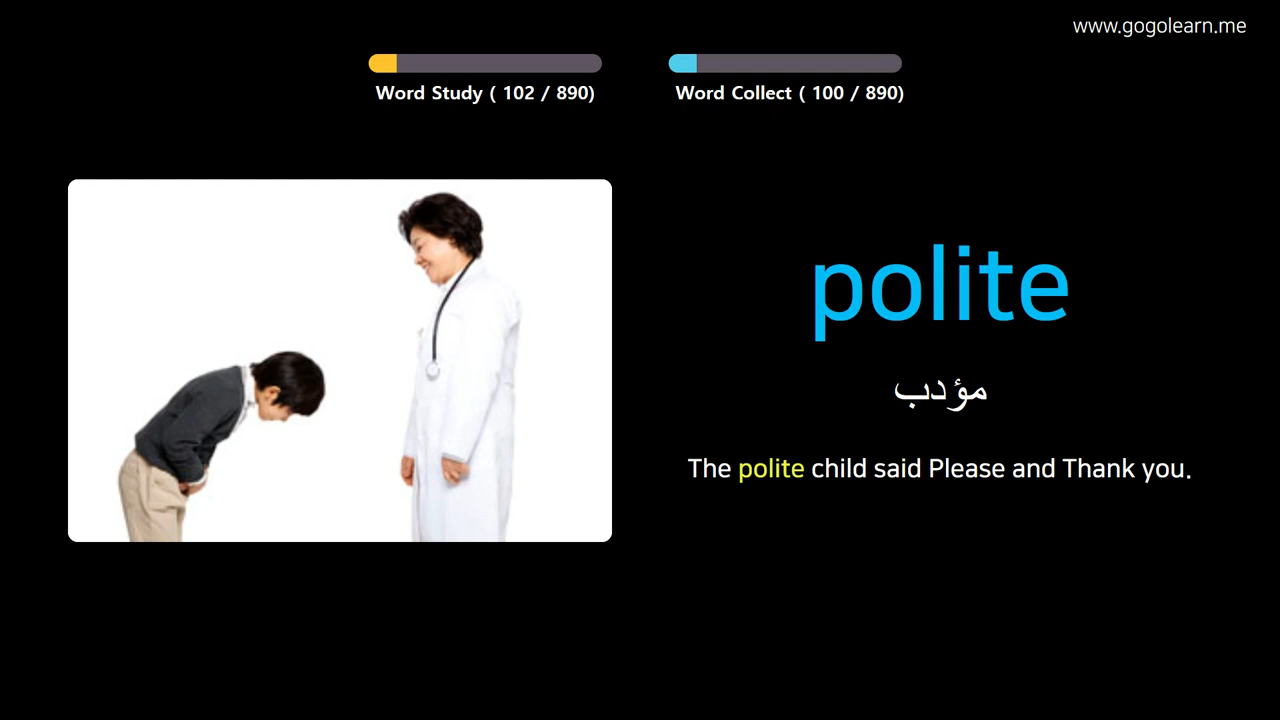 www.gogolearn.me
Word Study ( 102 / 890)
Word Collect ( 100 / 890)
polite
مؤدب
The polite child said Please and Thank you.